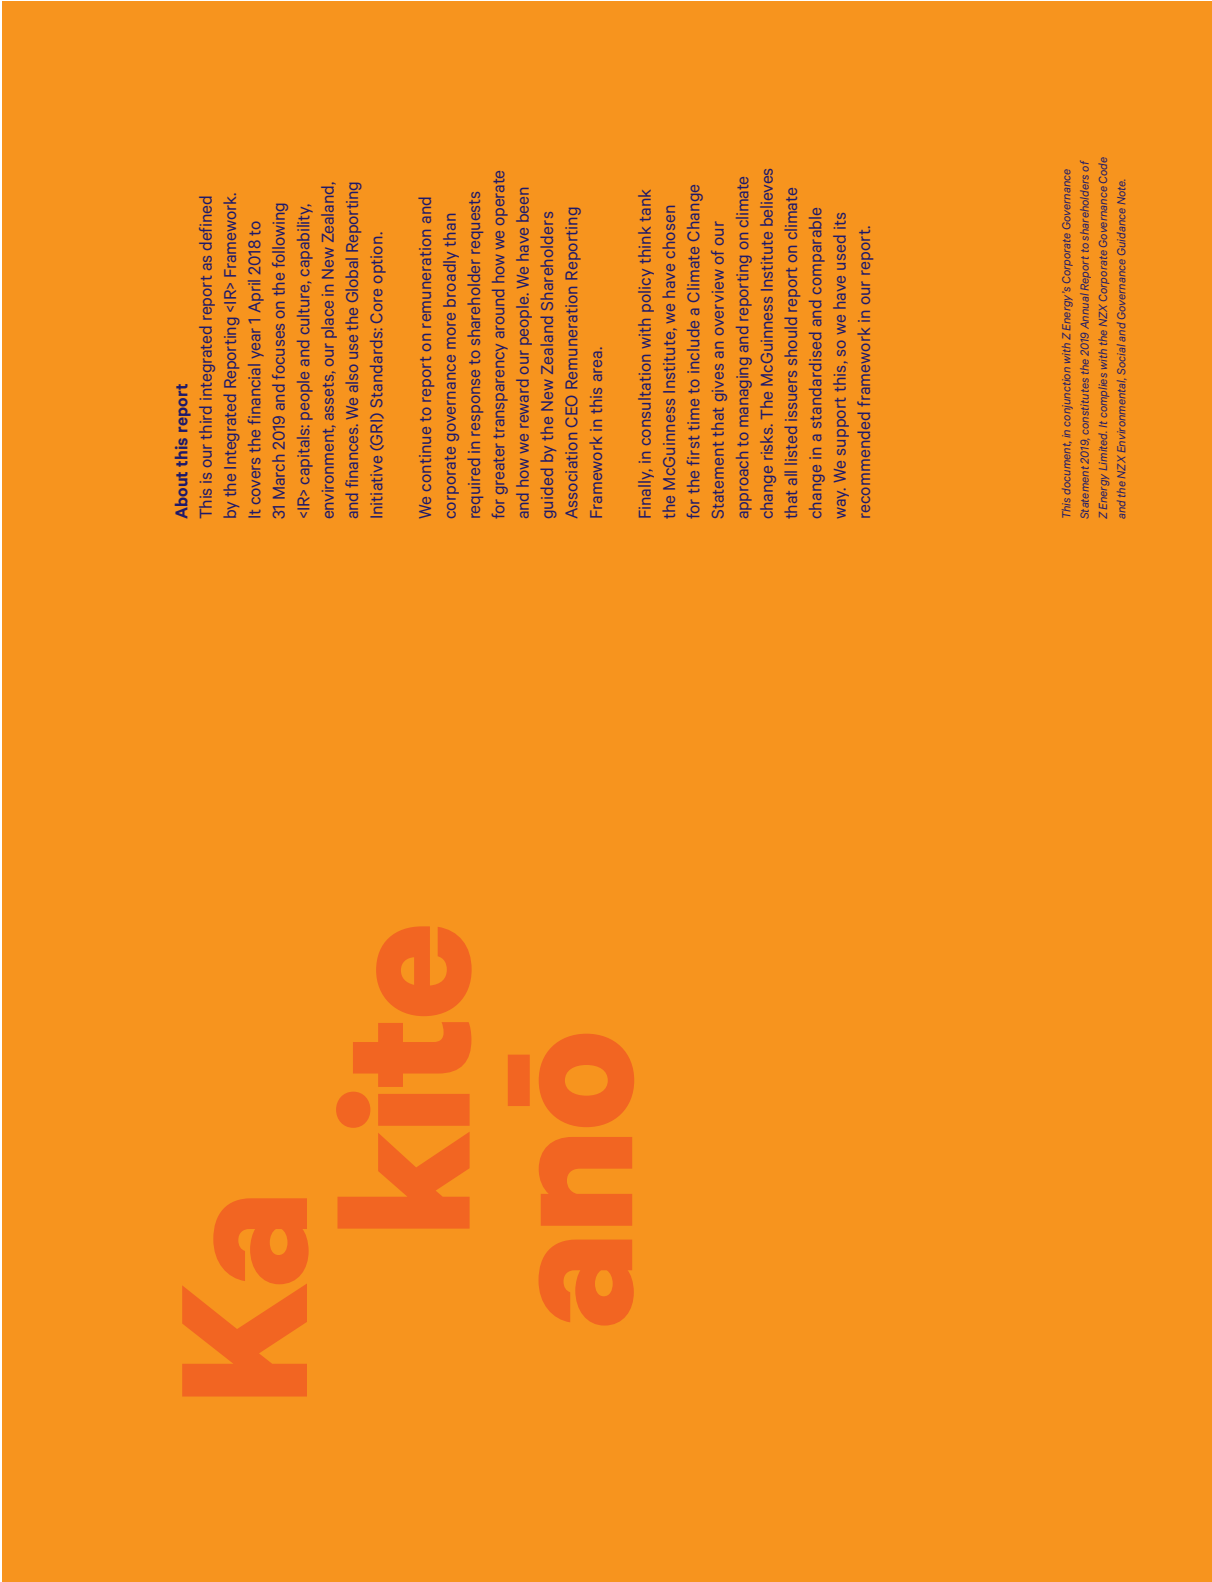 Ka
kite
anō
About this report
This is our third integrated report as defined
by the Integrated Reporting <IR> Framework.
It covers the financial year 1 April 2018 to
31 March 2019 and focuses on the following
<IR> capitals: people and culture, capability,
environment, assets, our place in New Zealand,
and finances. We also use the Global Reporting
Initiative (GRI) Standards: Core option.
We continue to report on remuneration and
corporate governance more broadly than
required in response to shareholder requests
for greater transparency around how we operate
and how we reward our people. We have been
guided by the New Zealand Shareholders
Association CEO Remuneration Reporting
Framework in this area.
Finally, in consultation with policy think tank
the McGuinness Institute, we have chosen
for the first time to include a Climate Change
Statement that gives an overview of our
approach to managing and reporting on climate
change risks. The McGuinness Institute believes
that all listed issuers should report on climate
change in a standardised and comparable
way. We support this, so we have used its
recommended framework in our report.
This document, in conjunction with Z Energy's Corporate Governance
Statement 2019, constitutes the 2019 Annual Report to shareholders of
Z Energy Limited. It complies with the NZX Corporate Governance Code
and the NZX Environmental, Social and Governance Guidance Note.